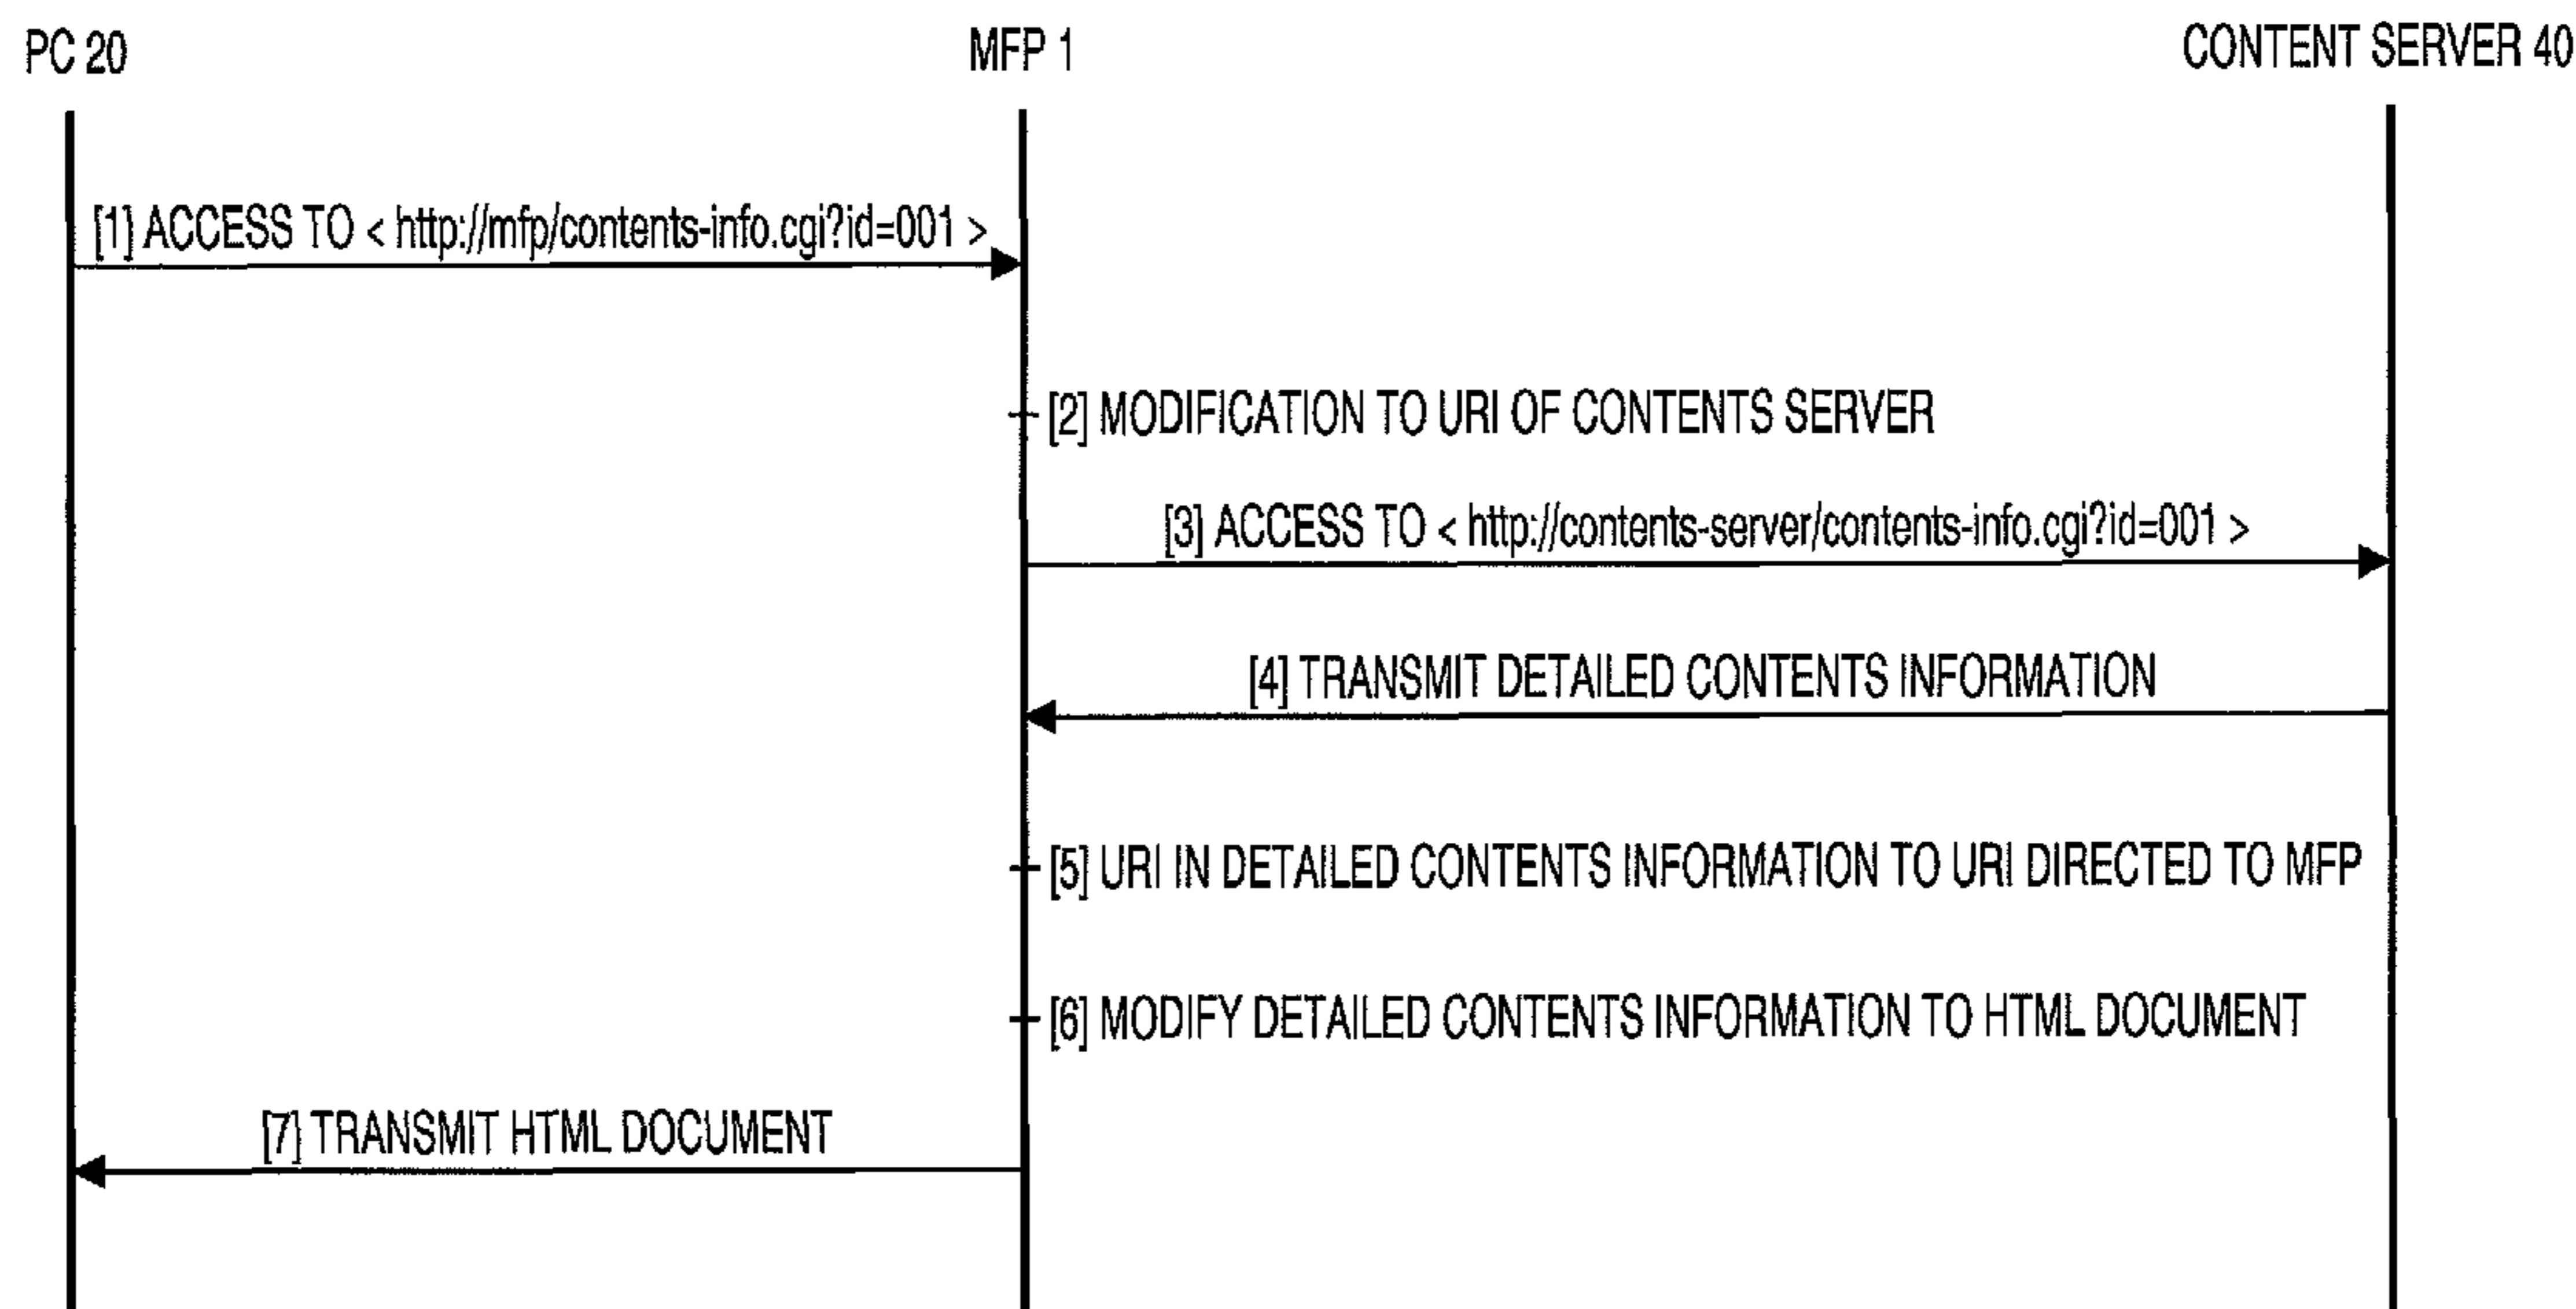 PC 20
MFP 1
CONTENT SERVER 40
[1] ACCESS TO < http://mfp/contents-info.cgi?id=001 >
[2] MODIFICATION TO URI OF CONTENTS SERVER
[3] ACCESS TO < http://contents-server/contents-info.cgi?id=001 >
[4] TRANSMIT DETAILED CONTENTS INFORMATION
[5] URI IN DETAILED CONTENTS INFORMATION TO URI DIRECTED TO MFP
[6] MODIFY DETAILED CONTENTS INFORMATION TO HTML DOCUMENT
[7] TRANSMIT HTML DOCUMENT